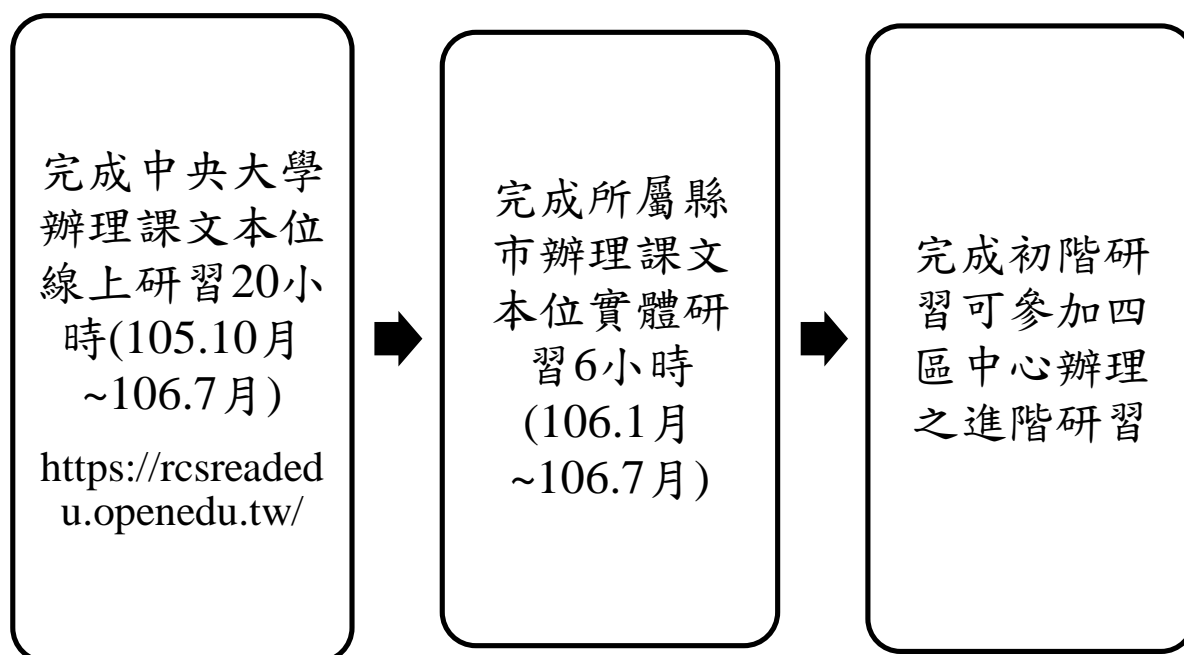 完成中央大學
辦理課文本位
線上研習20小
時(105.10月
~106.7月)
https://rcsreaded
u.openedu.tw/
完成所屬縣
市辦理課文
本位實體研
習6小時
(106.1月
~106.7月)
完成初階研
習可參加四
區中心辦理
之進階研習